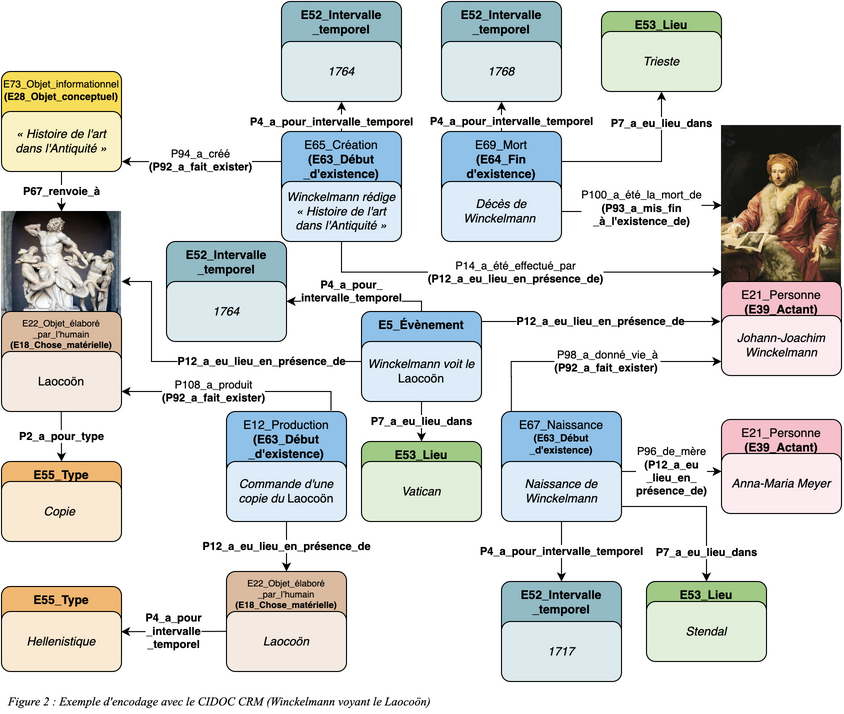 E52_Intervalle
_temporel
1764
E52_Intervalle
_temporel
1768
E53_Lieu
Trieste
E73_Objet_informationnel
(E28_Objet_conceptuel)
« Histoire de l'art
dans l'Antiquité »
P4_a_pour_intervalle_temporel
P4_a_pour_intervalle_temporel
P7_a_eu_lieu_dans
P94_a_créé
(P92_a_fait_exister)
E65_Création
(E63_Début
_d'existence)
Winckelmann rédige
« Histoire de l'art
dans l'Antiquité »
E69_Mort
(E64_Fin
d'existence)
Décès de
Winckelmann
P100_a_été_la_mort_de
(P93_a_mis_fin
_à_l'existence_de)
P67_renvoie_à
E52_Intervalle
_temporel
1764
P4_a_pour_
intervalle_temporel
P14_a_été_effectué_par
(P12_a_eu_lieu_en_présence_de)
E22_Objet_élaboré
_par_l'humain
(E18_Chose_matérielle)
Laocoön
P12_a_eu_lieu_en_présence_de
E5_Évènement
Winckelmann voit le
Laocoön
P12_a_eu_lieu_en_présence_de
E21_Personne
(E39_Actant)
Johann-Joachim
Winckelmann
P108_a_produit
(P92_a_fait_exister)
P98_a_donné_vie_à
(P92_a_fait_exister)
P2_a_pour_type
E55_Type
Copie
E12_Production
(E63_Début
_d'existence)
Commande d'une
copie du Laocoön
P7_a_eu_lieu_dans
E53_Lieu
Vatican
E67_Naissance
(E63_Début
_d'existence)
Naissance de
Winckelmann
P96_de_mère
(P12_a_eu
_lieu_en_
présence_de)
E21_Personne
(E39_Actant)
Anna-Maria Meyer
P12_a_eu_lieu_en_présence_de
P4_a_pour_intervalle_temporel
P7_a_eu_lieu_dans
E55_Type
Hellenistique
P4_a_pour
_intervalle
_temporel
E22_Objet_élaboré
_par_l'humain
(E18_Chose_matérielle)
Laocoön
E52_Intervalle
_temporel
1717
E53_Lieu
Stendal
Figure 2 : Exemple d'encodage avec le CIDOC CRM (Winckelmann voyant le Laocoön)